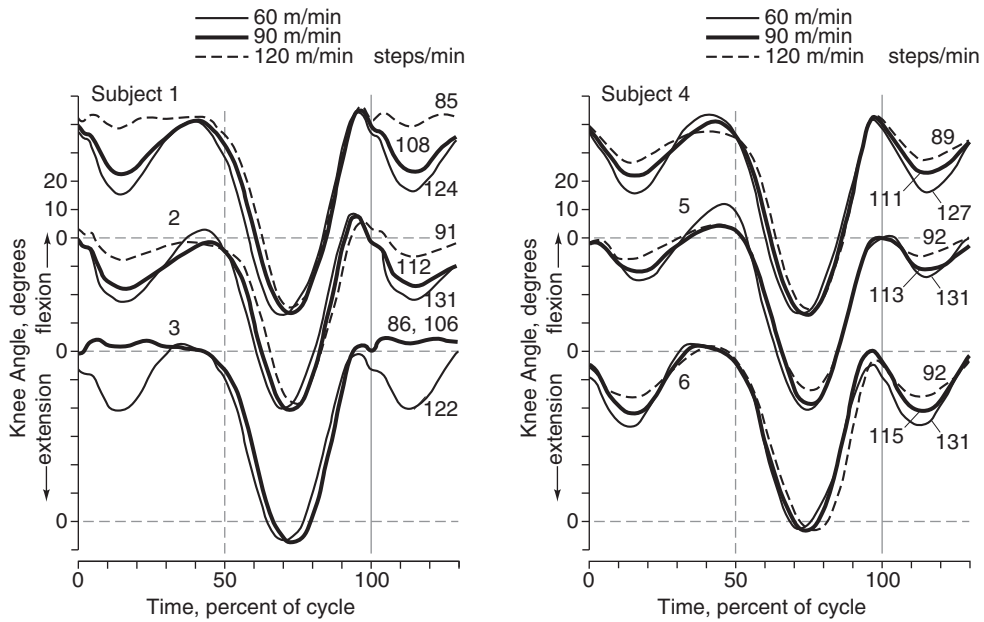 60 m/min
90 m/min
120 m/min steps/min
Subject 1
85
108
124
20
10
0
2
91
112
131
0
3
86, 106
122
0
Knee Angle, degrees
extension
flexion
0 50 100
Time, percent of cycle
60 m/min
90 m/min
120 m/min steps/min
Subject 4
89
111
127
20
10
0
5
92
113
131
0
6
92
115
131
0
Knee Angle, degrees
extension
flexion
0 50 100
Time, percent of cycle